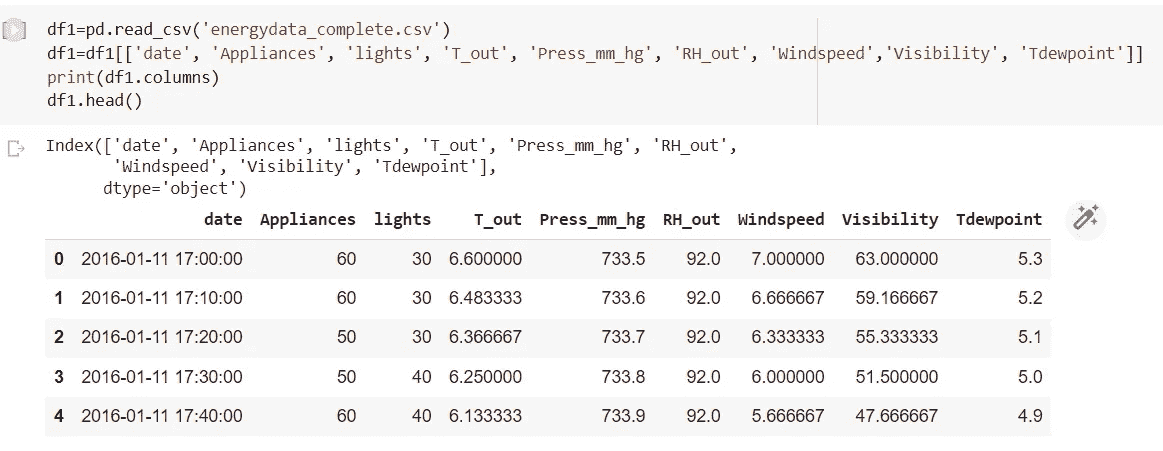 df1=pd.read_csv('energydata_complete.csv')
df1=df1[['date', 'Appliances', 'lights', 'T_out', 'Press_mm_hg', 'RH_out', 'Windspeed','Visibility', 'Tdewpoint']]
print(df1.columns)
df1.head()
Index(['date', 'Appliances', 'lights', 'T_out', 'Press_mm_hg', 'RH_out',
'Windspeed', 'Visibility', 'Tdewpoint'],
dtype='object')
date Appliances lights T_out Press_mm_hg RH_out Windspeed Visibility Tdewpoint
0 2016-01-11 17:00:00 60 30 6.600000 733.5 92.0 7.000000 63.000000 5.3
1 2016-01-11 17:10:00 60 30 6.483333 733.6 92.0 6.666667 59.166667 5.2
2 2016-01-11 17:20:00 50 30 6.366667 733.7 92.0 6.333333 55.333333 5.1
3 2016-01-11 17:30:00 50 40 6.250000 733.8 92.0 6.000000 51.500000 5.0
4 2016-01-11 17:40:00 60 40 6.133333 733.9 92.0 5.666667 47.666667 4.9